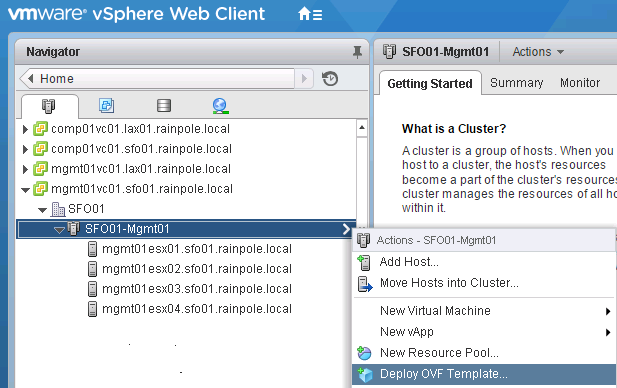 vmware® vSphere Web Client
Navigator
Home
comp01vc01.lax01.rainpole.local
comp01vc01.sfo01.rainpole.local
mgmt01vc01.lax01.rainpole.local
mgmt01vc01.sfo01.rainpole.local
SFO01
SFO01-Mgmt01
mgmt01esx01.sfo01.rainpole.local
mgmt01esx02.sfo01.rainpole.local
mgmt01esx03.sfo01.rainpole.local
mgmt01esx04.sfo01.rainpole.local
SFO01-Mgmt01 Actions
Getting Started Summary Monitor
What is a Cluster?
A cluster is a group of hosts. When you
host to a cluster, the host's resources
become a part of the cluster's resources
cluster manages the resources of all ho
within it.
Actions - SFO01-Mgmt01
Add Host...
Move Hosts into Cluster...
New Virtual Machine
New vApp
New Resource Pool...
Deploy OVF Template...